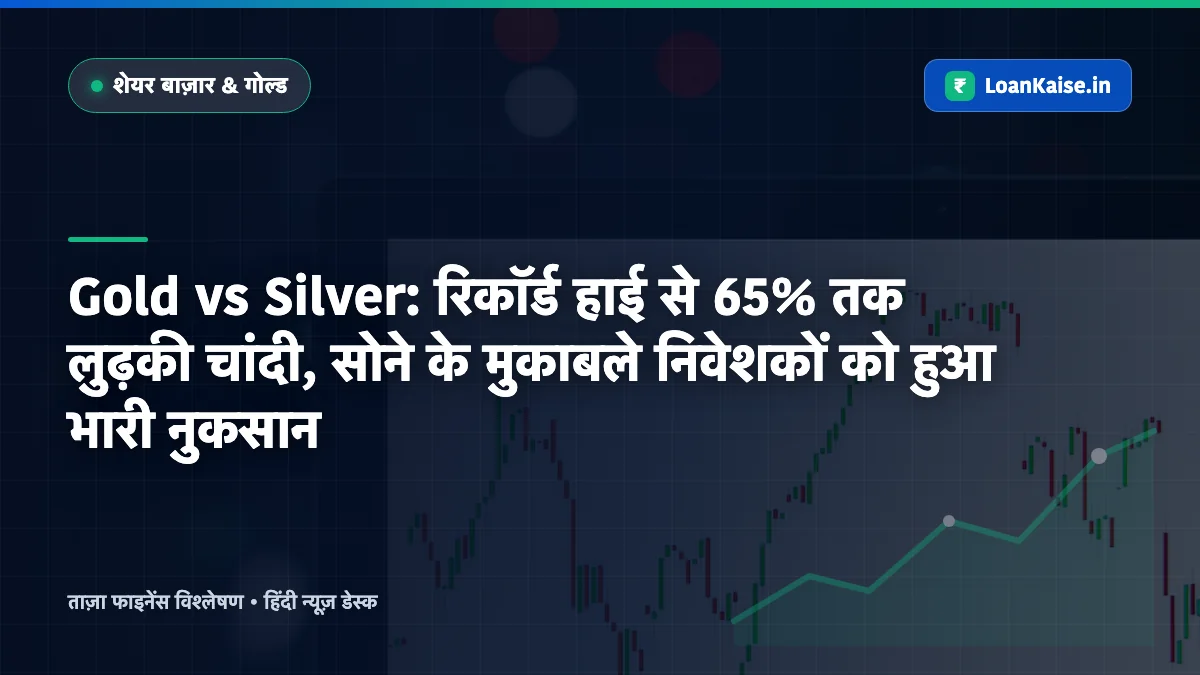 शेयर बाज़ार & गोल्ड
₹ LoanKaise.in
Gold vs Silver: रिकॉर्ड हाई से 65% तक
लुढ़की चांदी, सोने के मुकाबले निवेशकों को हुआ
भारी नुकसान
ताज़ा फाइनेंस विश्लेषण • हिंदी न्यूज़ डेस्क